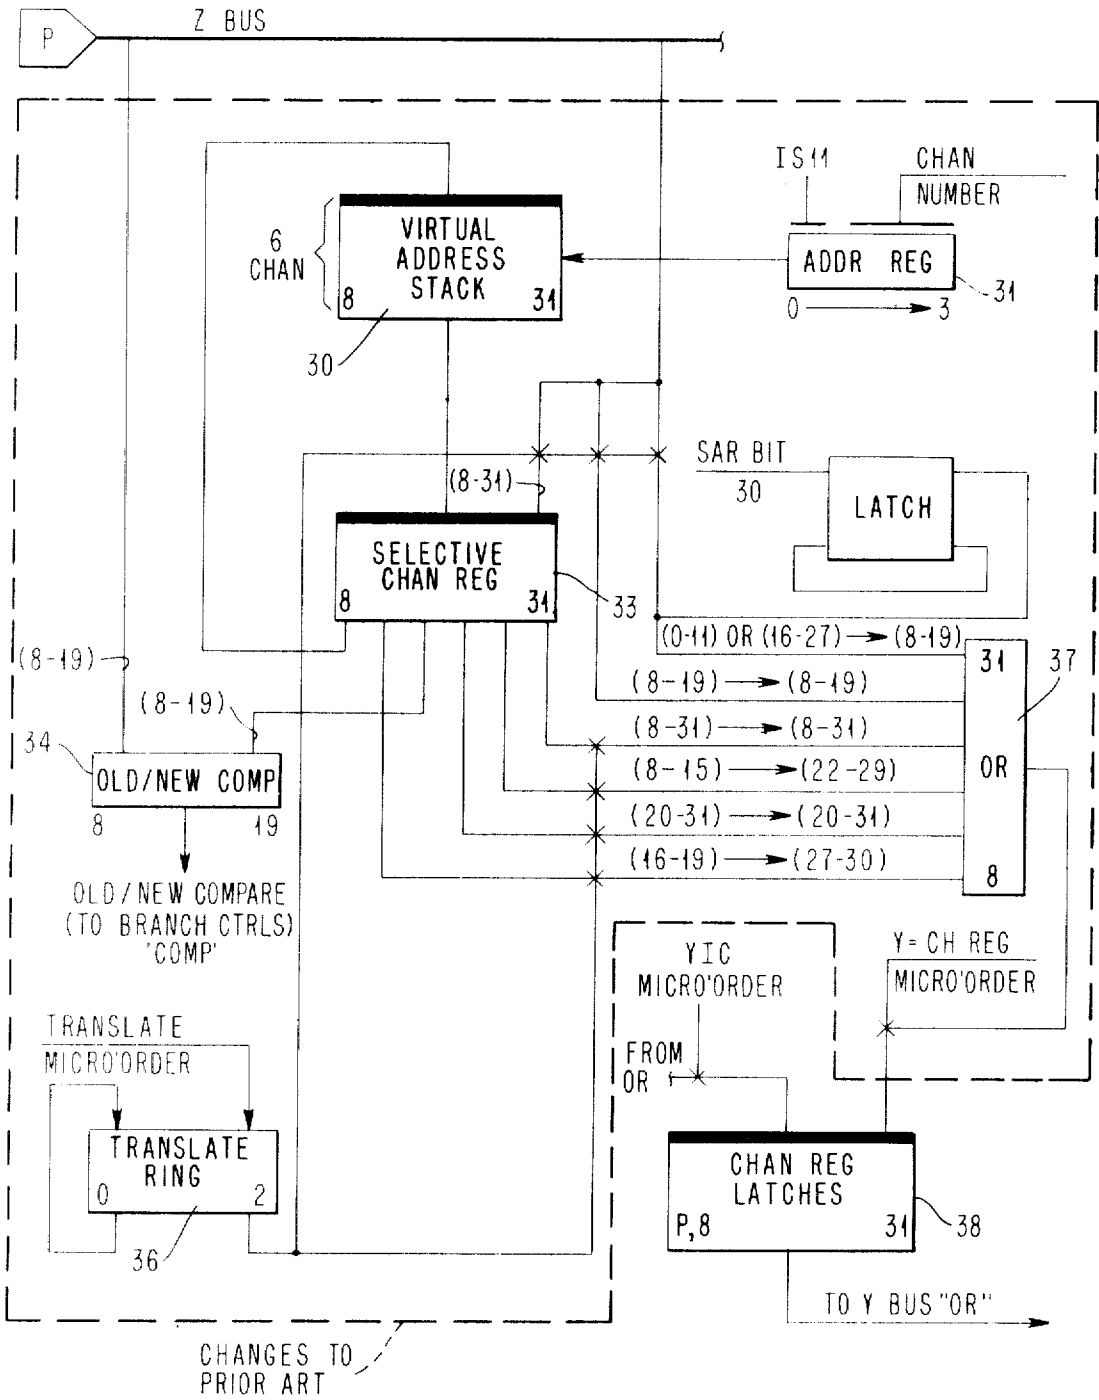 P
Z BUS
IS11
CHAN
NUMBER
6
CHAN
VIRTUAL
ADDRESS
STACK
8
31
ADDR REG
31
0
3
30
SAR BIT
30
LATCH
(8-31)
SELECTIVE
CHAN REG
8
31
33
(0-11) OR (16-27) → (8-19)
(8-19) → (8-19)
(8-31) → (8-31)
(8-15) → (22-29)
(20-31) → (20-31)
(16-19) → (27-30)
31
OR
8
37
(8-19)
(8-19)
34
OLD/NEW COMP
8
19
OLD/NEW COMPARE
(TO BRANCH CTRLS)
'COMP'
YIC
MICRO'ORDER
Y= CH REG
MICRO'ORDER
FROM
OR
TRANSLATE
MICRO'ORDER
TRANSLATE
RING
0
2
36
CHAN REG
LATCHES
P,8
31
38
TO Y BUS "OR"
CHANGES TO
PRIOR ART